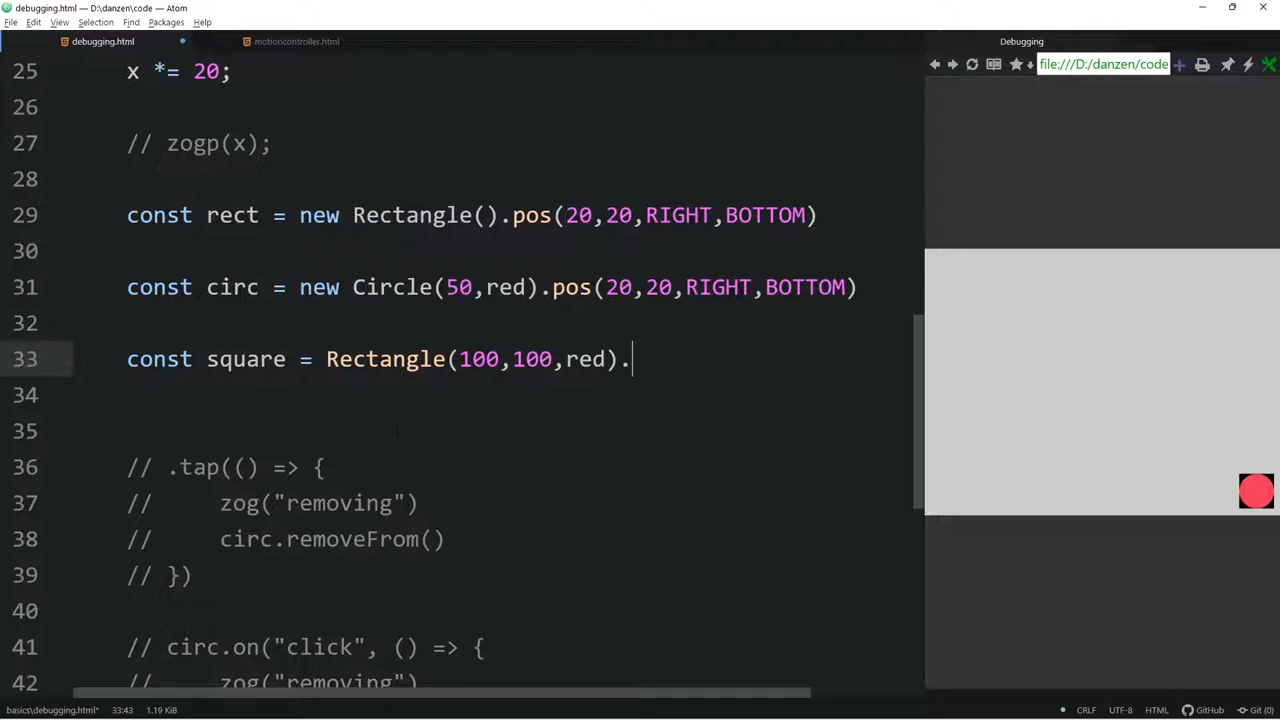 debugging.html — D:\danzen\code — Atom
File Edit View Selection Find Packages Help
debugging.html
motioncontroller.html
Debugging
file:///D:/danzen/code
25 x *= 20;
26
27 // zogp(x);
28
29 const rect = new Rectangle().pos(20,20,RIGHT,BOTTOM)
30
31 const circ = new Circle(50,red).pos(20,20,RIGHT,BOTTOM)
32
33 const square = Rectangle(100,100,red).
34
35
36 // .tap(() => {
37 // zog("removing")
38 // circ.removeFrom()
39 // })
40
41 // circ.on("click", () => {
42 // zog("removing")
basics\debugging.html* 33:43 1.19 KiB
CRLF UTF-8 HTML GitHub Git (0)